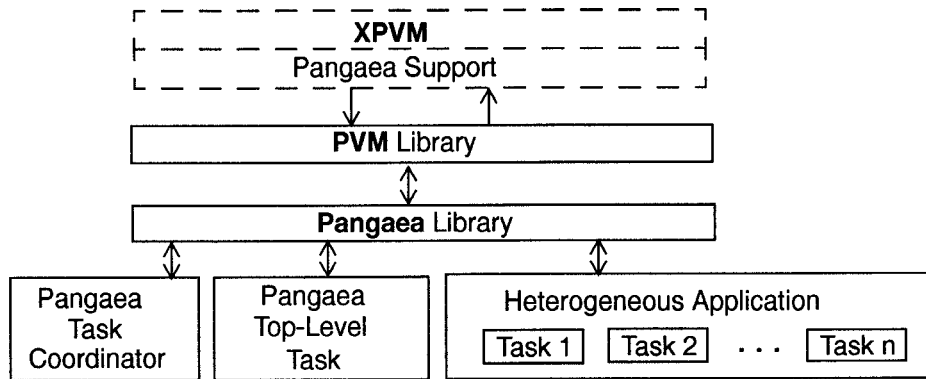 XPVM
Pangaea Support
PVM Library
Pangaea Library
Pangaea
Task
Coordinator
Pangaea
Top-Level
Task
Heterogeneous Application
Task 1 Task 2 . . . Task n